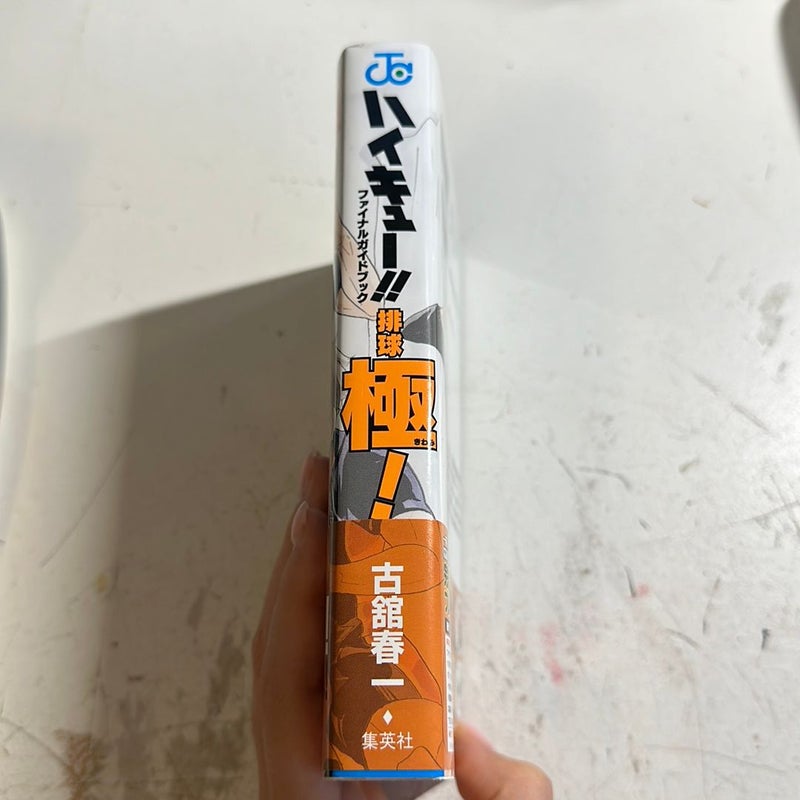 JC
ハイキュー!!
ファイナルガイドブック
排球
極!
きわみ
古舘春一
集英社